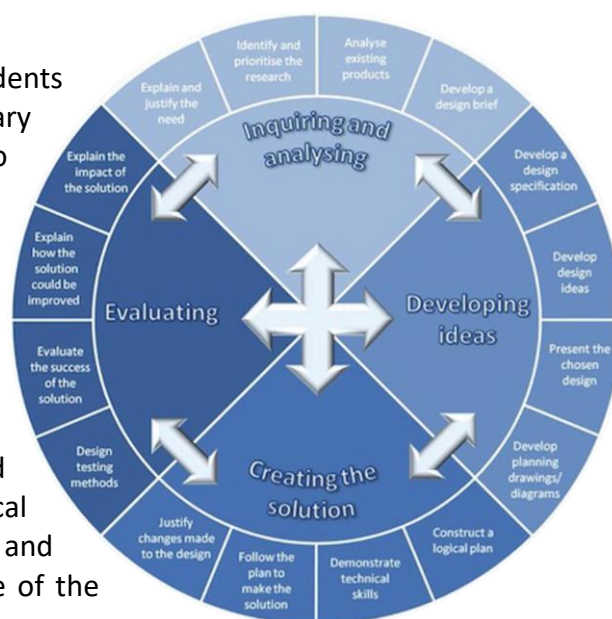 dents
ary
o
d
cal
and
e of the
Inquiring and
analysing
Explain and
justify the
need
Identify and
prioritise the
research
Analyse
existing
products
Develop a
design brief
Developing
ideas
Develop a
design
specification
Develop
design
ideas
Present the
chosen
design
Develop
planning
drawings/
diagrams
Creating the
solution
Construct a
logical plan
Demonstrate
technical
skills
Follow the
plan to
make the
solution
Justify
changes made
to the design
Evaluating
Design
testing
methods
Evaluate
the success
of the
solution
Explain
how the
solution
could be
improved
Explain the
impact of
the solution